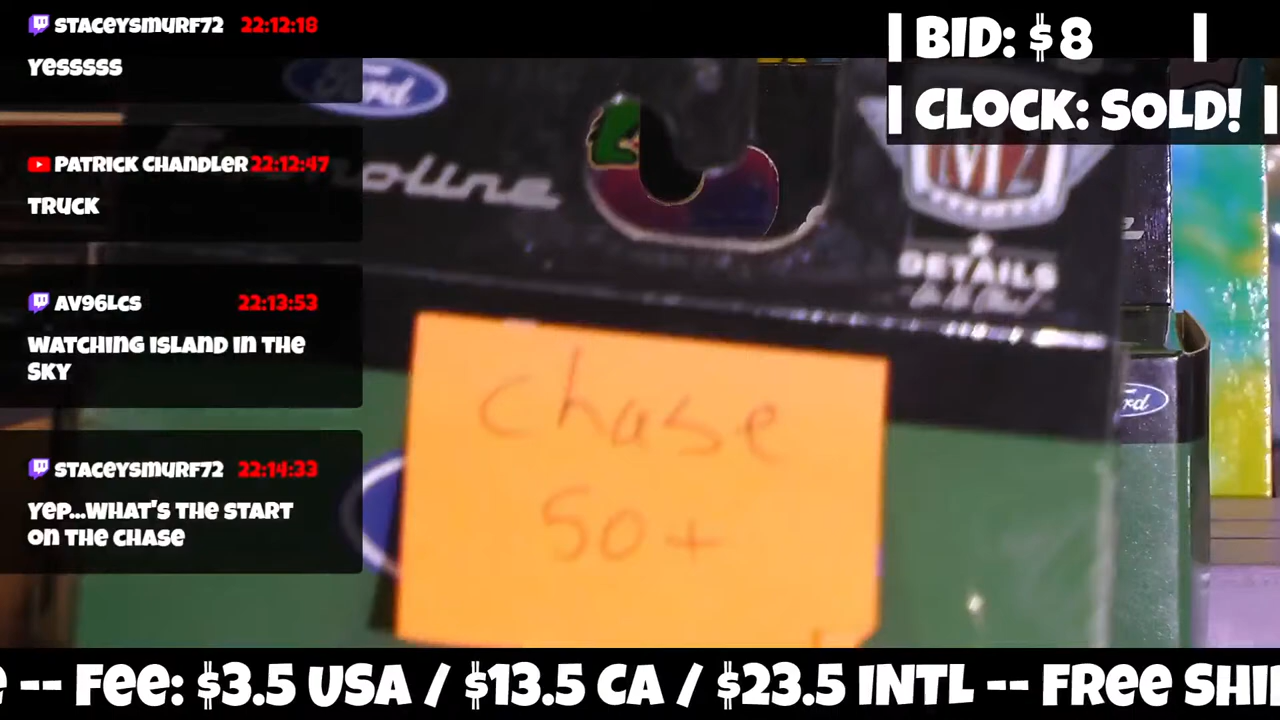 STACEYSMURF72 22:12:18
YESSSSS
PATRICK CHANDLER 22:12:47
TRUCK
AV96LCS 22:13:53
WATCHING ISLAND IN THE
SKY
STACEYSMURF72 22:14:33
YEP...WHAT'S THE START
ON THE CHASE
| BID: $8 |
| CLOCK: SOLD! |
Ford
M2
DETAILS
chase
50+
-- Fee: $3.5 USA / $13.5 CA / $23.5 INTL -- FREE